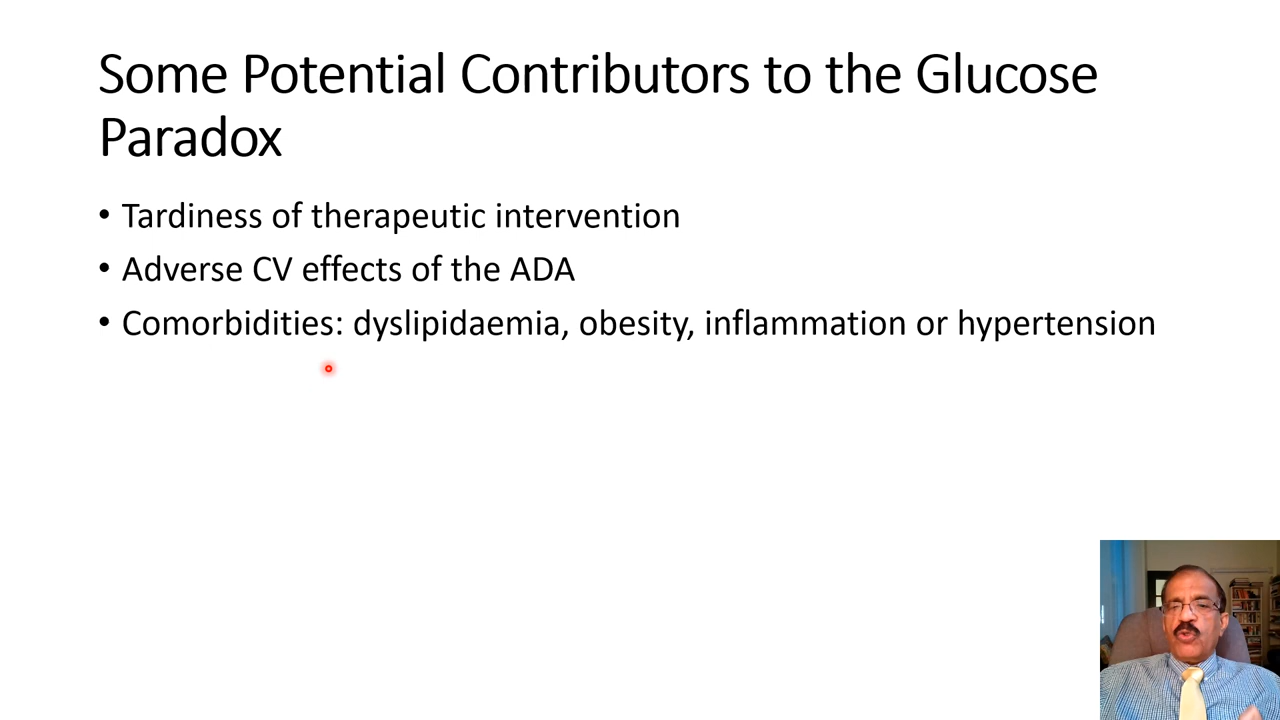 Some Potential Contributors to the Glucose
Paradox
• Tardiness of therapeutic intervention
• Adverse CV effects of the ADA
• Comorbidities: dyslipidaemia, obesity, inflammation or hypertension